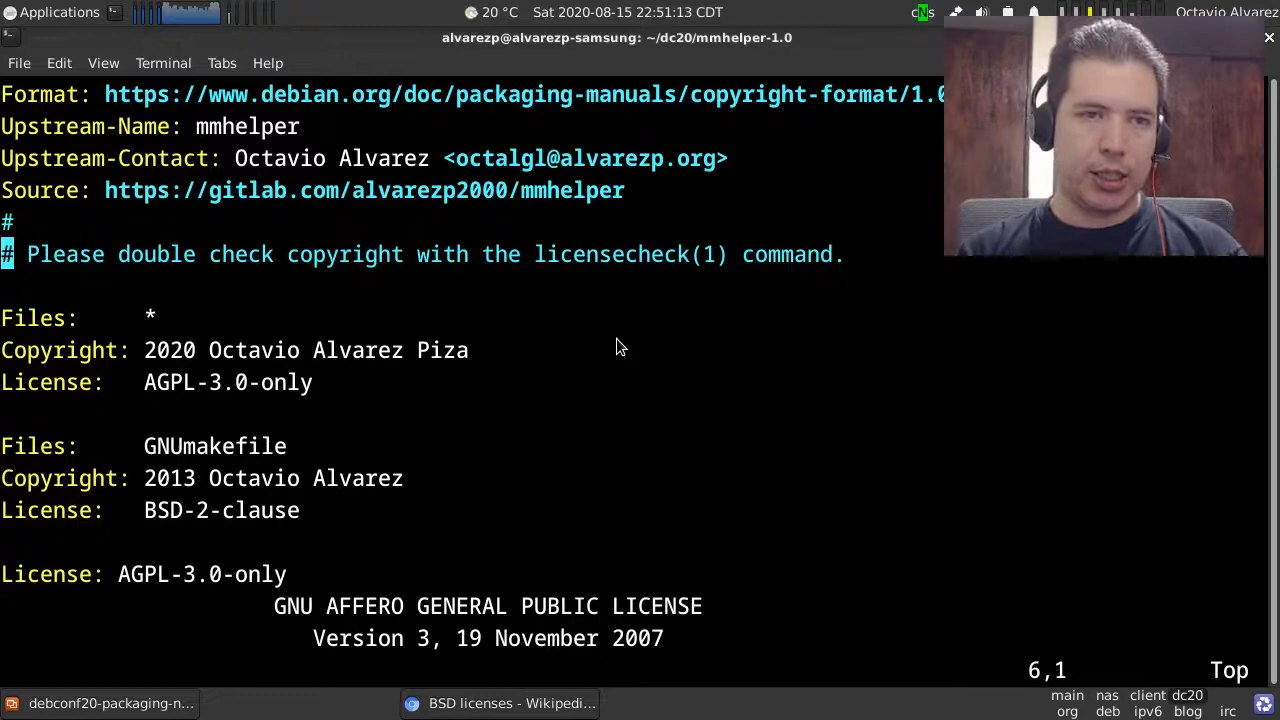 Applications
20 °C Sat 2020-08-15 22:51:13 CDT
Octavio Alvarez
alvarezp@alvarezp-samsung: ~/dc20/mmhelper-1.0
File Edit View Terminal Tabs Help
Format: https://www.debian.org/doc/packaging-manuals/copyright-format/1.0
Upstream-Name: mmhelper
Upstream-Contact: Octavio Alvarez <octalgl@alvarezp.org>
Source: https://gitlab.com/alvarezp2000/mmhelper
#
# Please double check copyright with the licensecheck(1) command.
Files: *
Copyright: 2020 Octavio Alvarez Piza
License: AGPL-3.0-only
Files: GNUmakefile
Copyright: 2013 Octavio Alvarez
License: BSD-2-clause
License: AGPL-3.0-only
GNU AFFERO GENERAL PUBLIC LICENSE
Version 3, 19 November 2007
6,1 Top
debconf20-packaging-n...
BSD licenses - Wikipedi...
main nas client dc20
org deb ipv6 blog irc